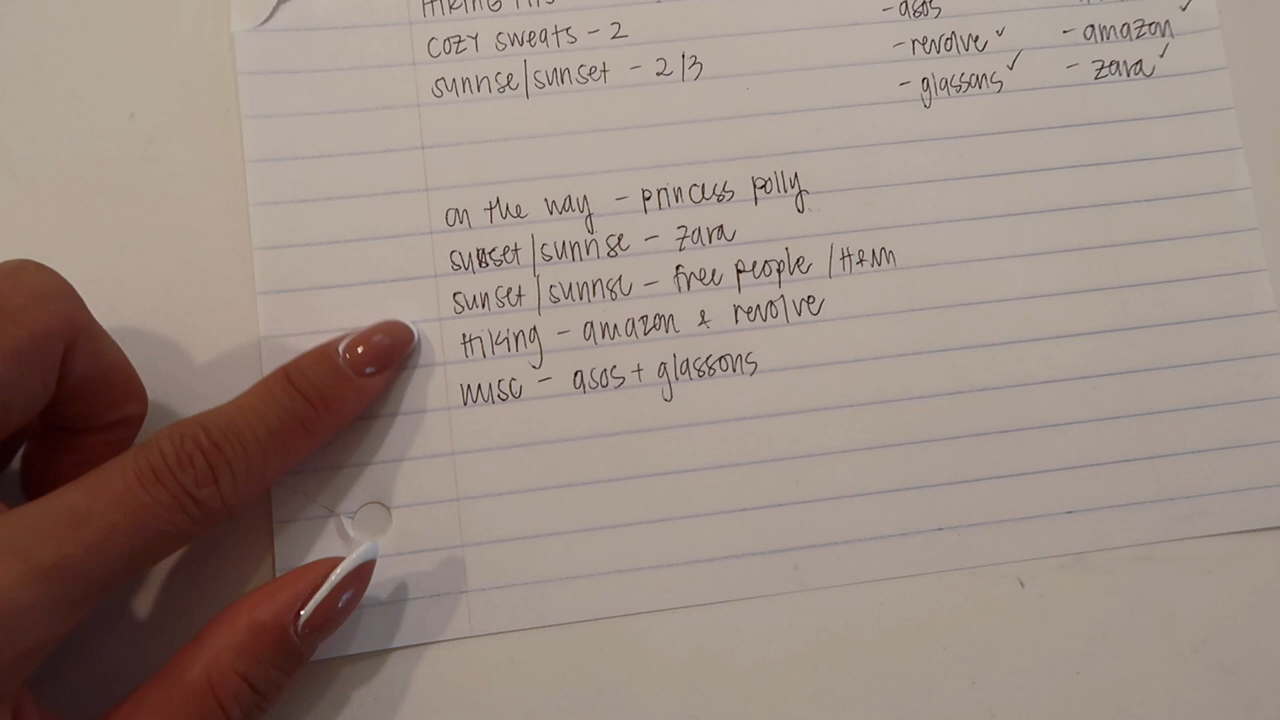 hiking
cozy sweats - 2
sunrise/sunset - 2/3
- asos
- revolve ✓
- glassons ✓
- amazon ✓
- zara ✓
on the way - princess polly
sunset/sunrise - zara
sunset/sunrise - free people / H&M
Hiking - amazon & revolve
misc - asos + glassons